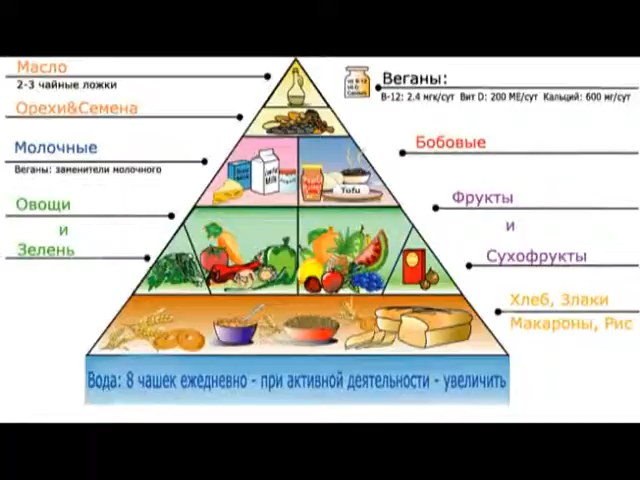 Масло
2-3 чайные ложки
Орехи&Семена
Молочные
Веганы: заменители молочного
Овощи
и
Зелень
Веганы:
В-12: 2.4 мгк/сут Вит D: 200 МЕ/сут Кальций: 600 мг/сут
Бобовые
Фрукты
и
Сухофрукты
Хлеб, Злаки
Макароны, Рис
Milk
Tofu
Вода: 8 чашек ежедневно - при активной деятельности - увеличить